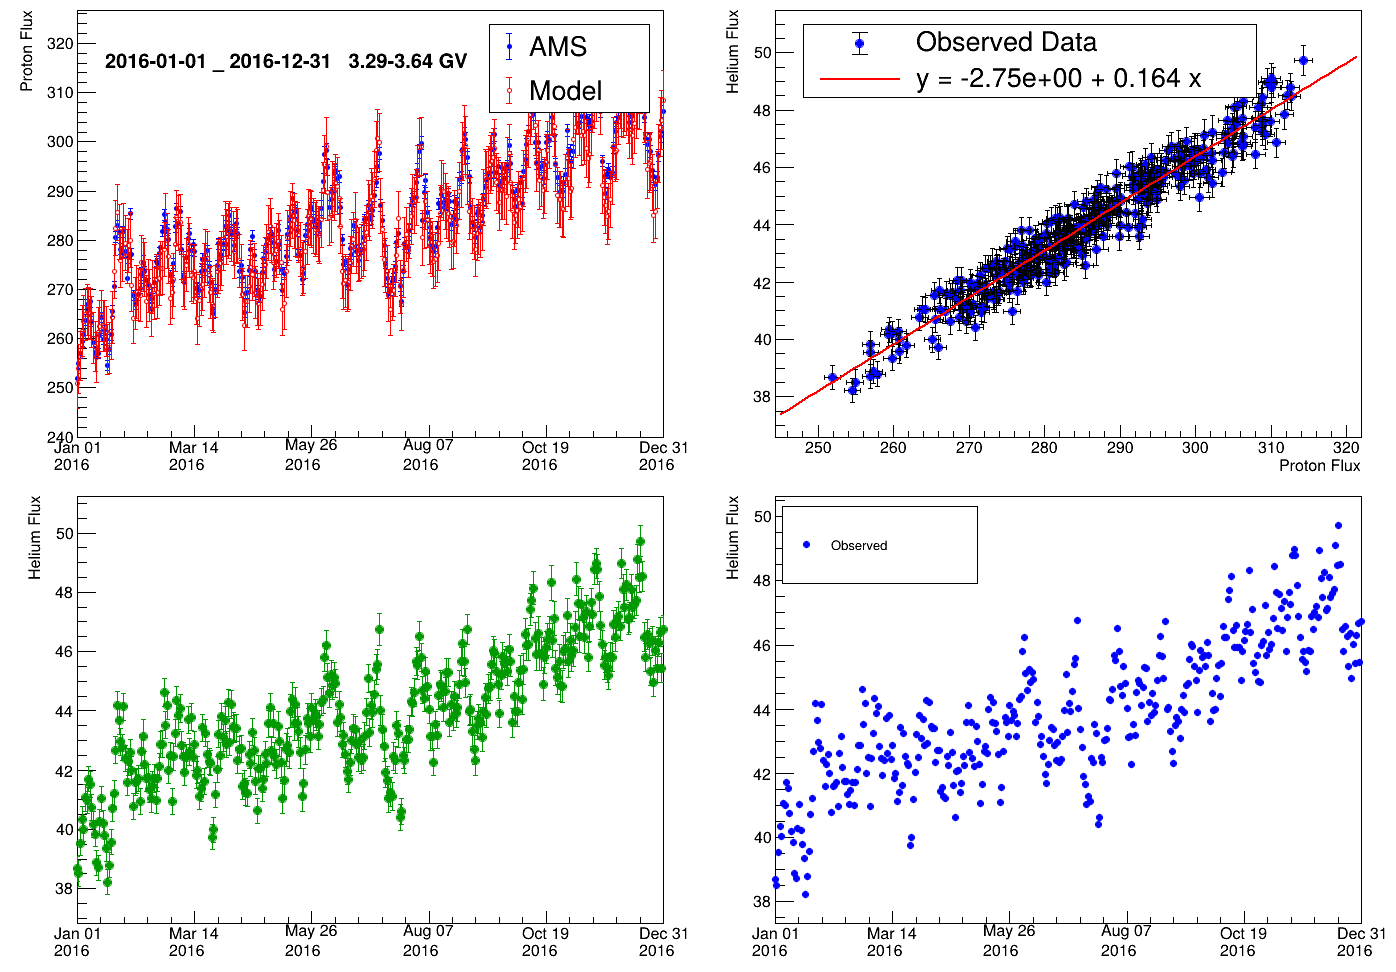 Proton Flux
320
310
300
290
280
270
260
250
240
2016-01-01 _ 2016-12-31 3.29-3.64 GV
AMS
Model
Jan 01 2016
Mar 14 2016
May 26 2016
Aug 07 2016
Oct 19 2016
Dec 31 2016
Helium Flux
50
48
46
44
42
40
38
Observed Data
y = -2.75e+00 + 0.164 x
250 260 270 280 290 300 310 320
Proton Flux
Helium Flux
50
48
46
44
42
40
38
Jan 01 2016
Mar 14 2016
May 26 2016
Aug 07 2016
Oct 19 2016
Dec 31 2016
Helium Flux
50
48
46
44
42
40
38
Observed
Jan 01 2016
Mar 14 2016
May 26 2016
Aug 07 2016
Oct 19 2016
Dec 31 2016